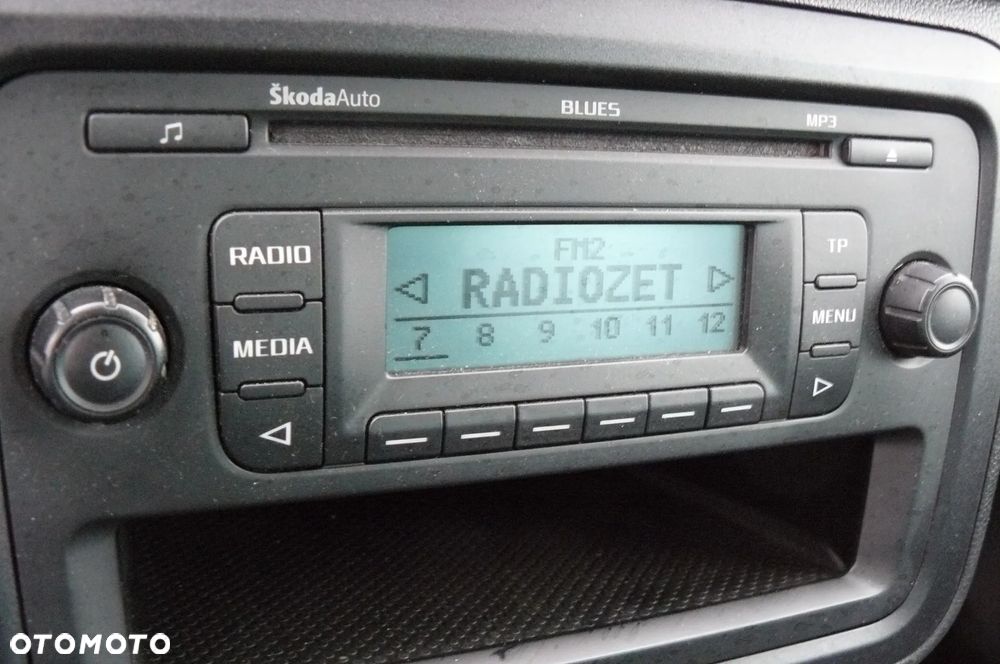 ŠkodaAuto
BLUES
MP3
RADIO
MEDIA
FM2
RADIOZET
7 8 9 10 11 12
TP
MENU
OTOMOTO